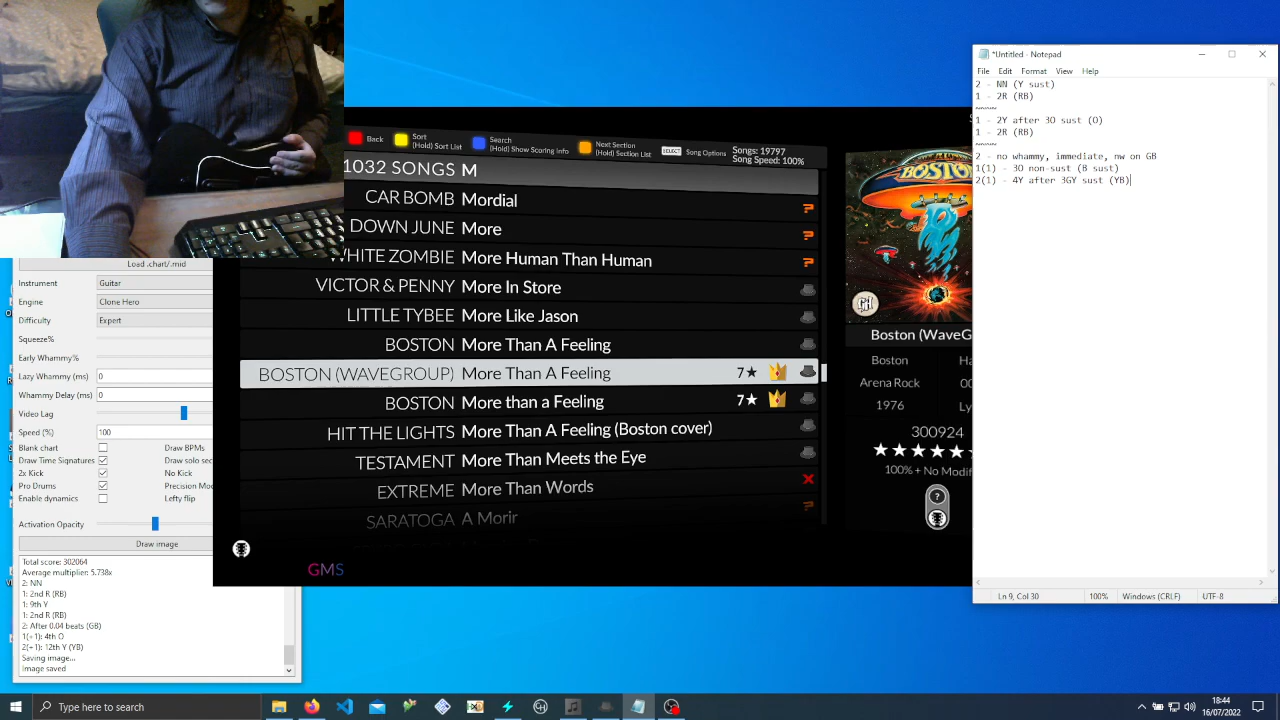 *Untitled - Notepad
File Edit Format View Help
2 - NN (Y sust)
1 - 2R (RB)
~~~~
1 - 2Y after 3O sust (O)
1 - 2R (RB)
~~~~
2 - no whammy, immediate, nw on GB
1(1) - 3O non-sust (B sust)
2(1) - 4Y after 3GY sust (YB)
Ln 9, Col 30 100% Windows (CRLF) UTF-8
Back
Sort
(Hold) Sort List
Search
(Hold) Show Scoring Info
Next Section
(Hold) Section List
SELECT Song Options
Songs: 19797
Song Speed: 100%
1032 SONGS M
CAR BOMB Mordial
DOWN JUNE More
WHITE ZOMBIE More Human Than Human
VICTOR & PENNY More In Store
LITTLE TYBEE More Like Jason
BOSTON More Than A Feeling
BOSTON (WAVEGROUP) More Than A Feeling 7★
BOSTON More than a Feeling 7★
HIT THE LIGHTS More Than A Feeling (Boston cover)
TESTAMENT More Than Meets the Eye
EXTREME More Than Words
SARATOGA A Morir
GMS
BOSTON
GH
Boston (WaveG
Boston Ha
Arena Rock 00
1976 Ly
300924
100% + No Modif
?
Load .chart/.mid
Instrument Guitar
Engine Clone Hero
Difficulty Expert
Squeeze%
Early Whammy%
Lazy Whammy (ms) 0
Whammy Delay (ms) 0
Video Lag
Speed (%) 100
Blank chart Draw BPMs
Draw Time Signatures Draw solo sec
2x Kick No Kick
Pro Drums Precision Mod
Enable dynamics Lefty flip
Activation Opacity
Draw image
Total score: 302064
Average multiplier: 5.738x
2: NN
1: 2nd R (RB)
1: 9th Y
1: 2nd R (RB)
2: After 0.04 beats (GB)
1(+1): 4th O
2(+1): 12th Y (YB)
Saving image...
Image saved
Type here to search
18:44
16/07/2022